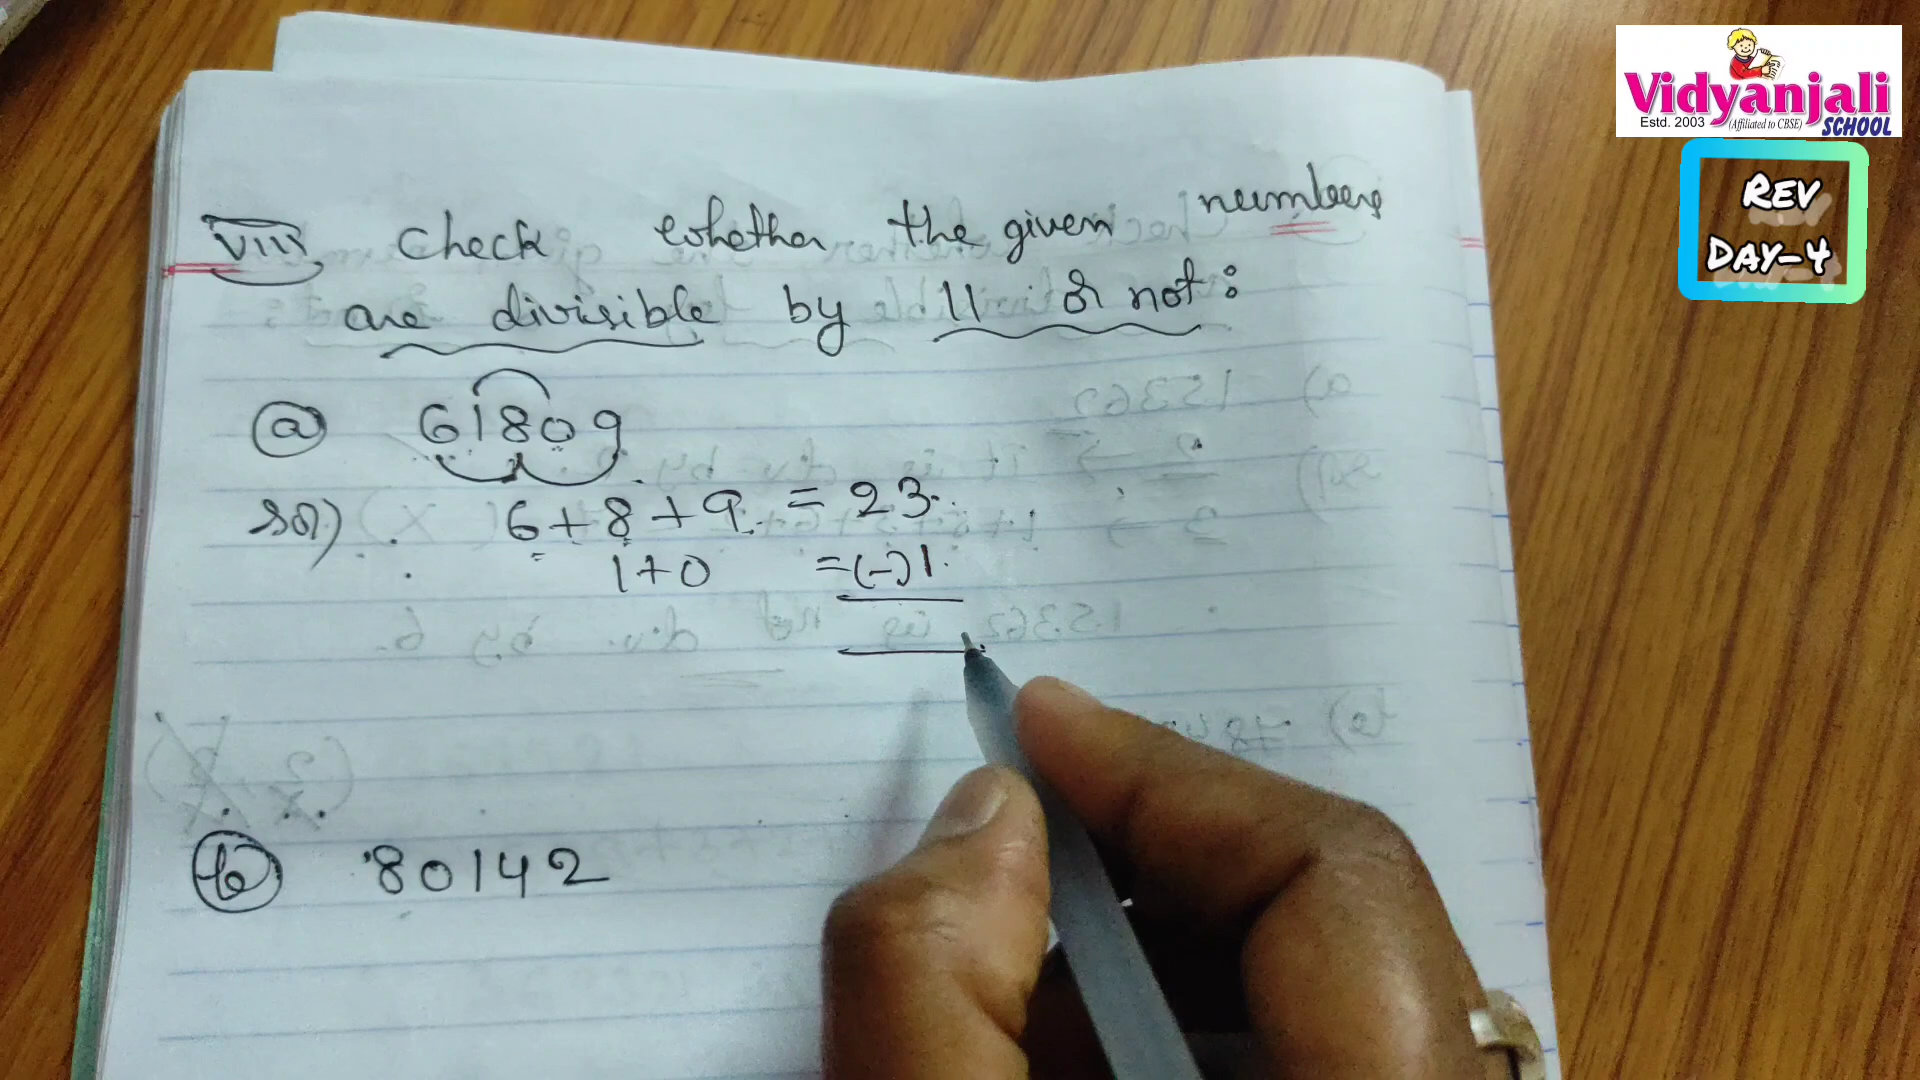 Vidyanjali
Estd. 2003 (Affiliated to CBSE) SCHOOL
REV
DAY-4
VIII Check whether the given numbers
are divisible by 11 or not:
(a) 61809
Sol) 6+8+9 = 23.
1+0 =(-)1.
(b) 80142